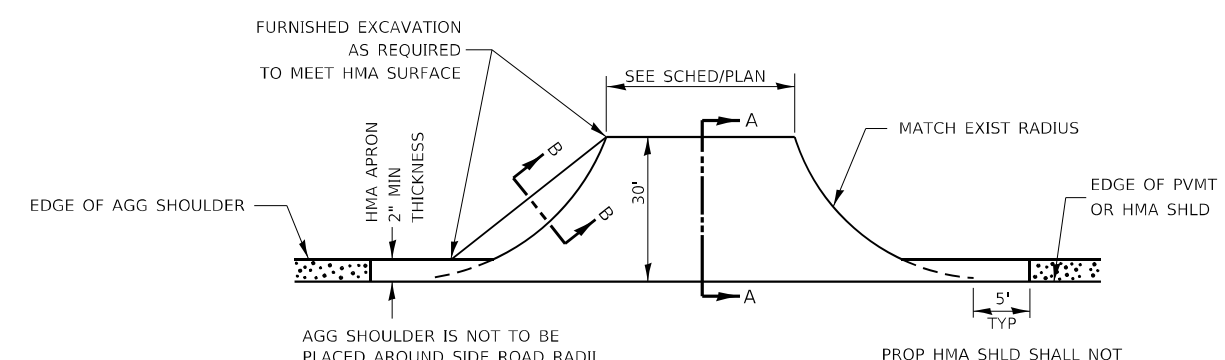 FURNISHED EXCAVATION
AS REQUIRED
TO MEET HMA SURFACE
SEE SCHED/PLAN
A
MATCH EXIST RADIUS
HMA APRON
2" MIN
THICKNESS
B
B
30'
EDGE OF AGG SHOULDER
EDGE OF PVMT
OR HMA SHLD
A
5'
TYP
AGG SHOULDER IS NOT TO BE
PLACED AROUND SIDE ROAD RADII
PROP HMA SHLD SHALL NOT